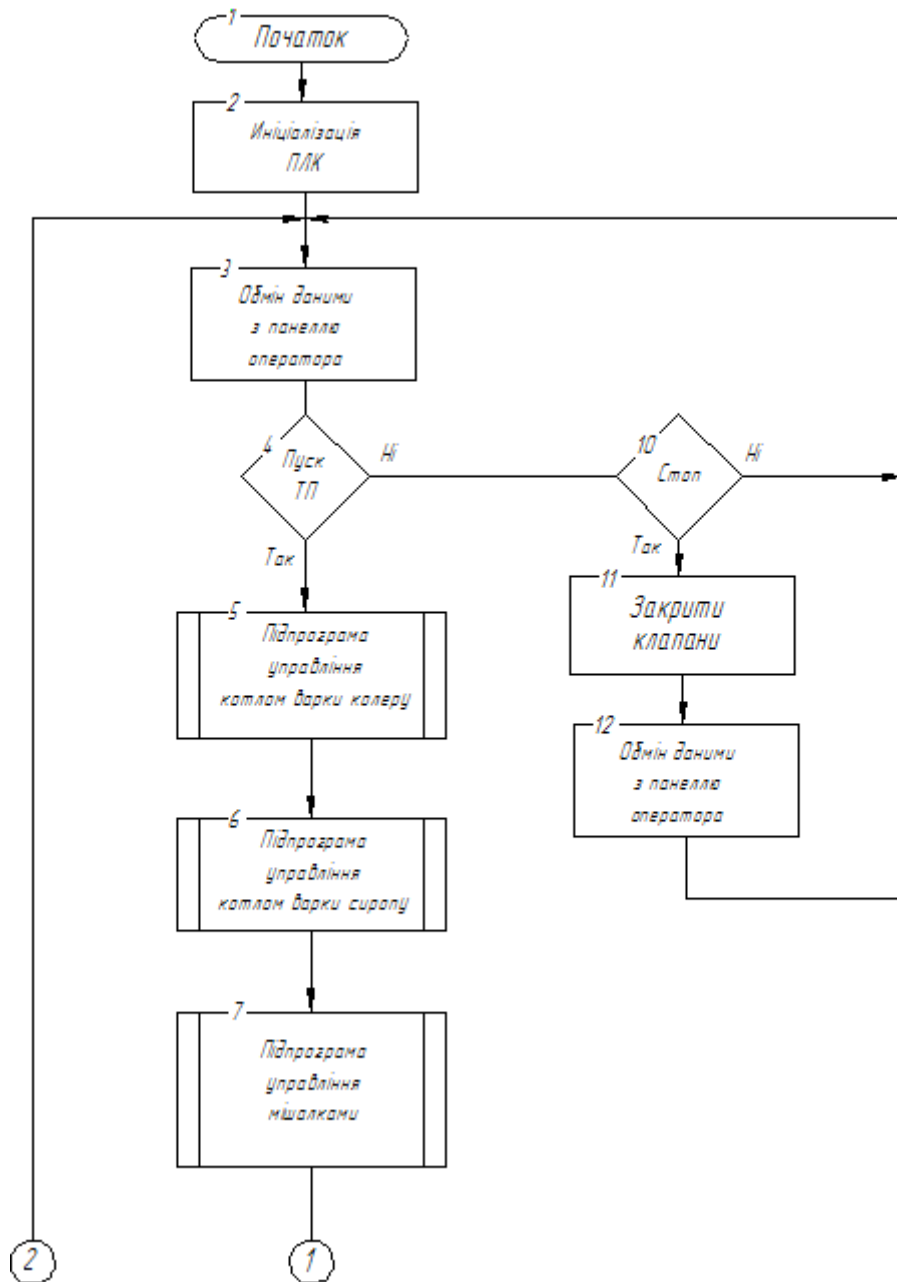 1
Початок
2
Иніціалізація
ПЛК
3
Обмін даними
з панеллю
оператора
4
Пуск
ТП
Ні
10
Стоп
Ні
Так
Так
11
Закрити
клапани
5
Підпрограма
управління
котлом варки колеру
12
Обмін даними
з панеллю
оператора
6
Підпрограма
управління
котлом варки сиропу
7
Підпрограма
управління
мішалками
2
1